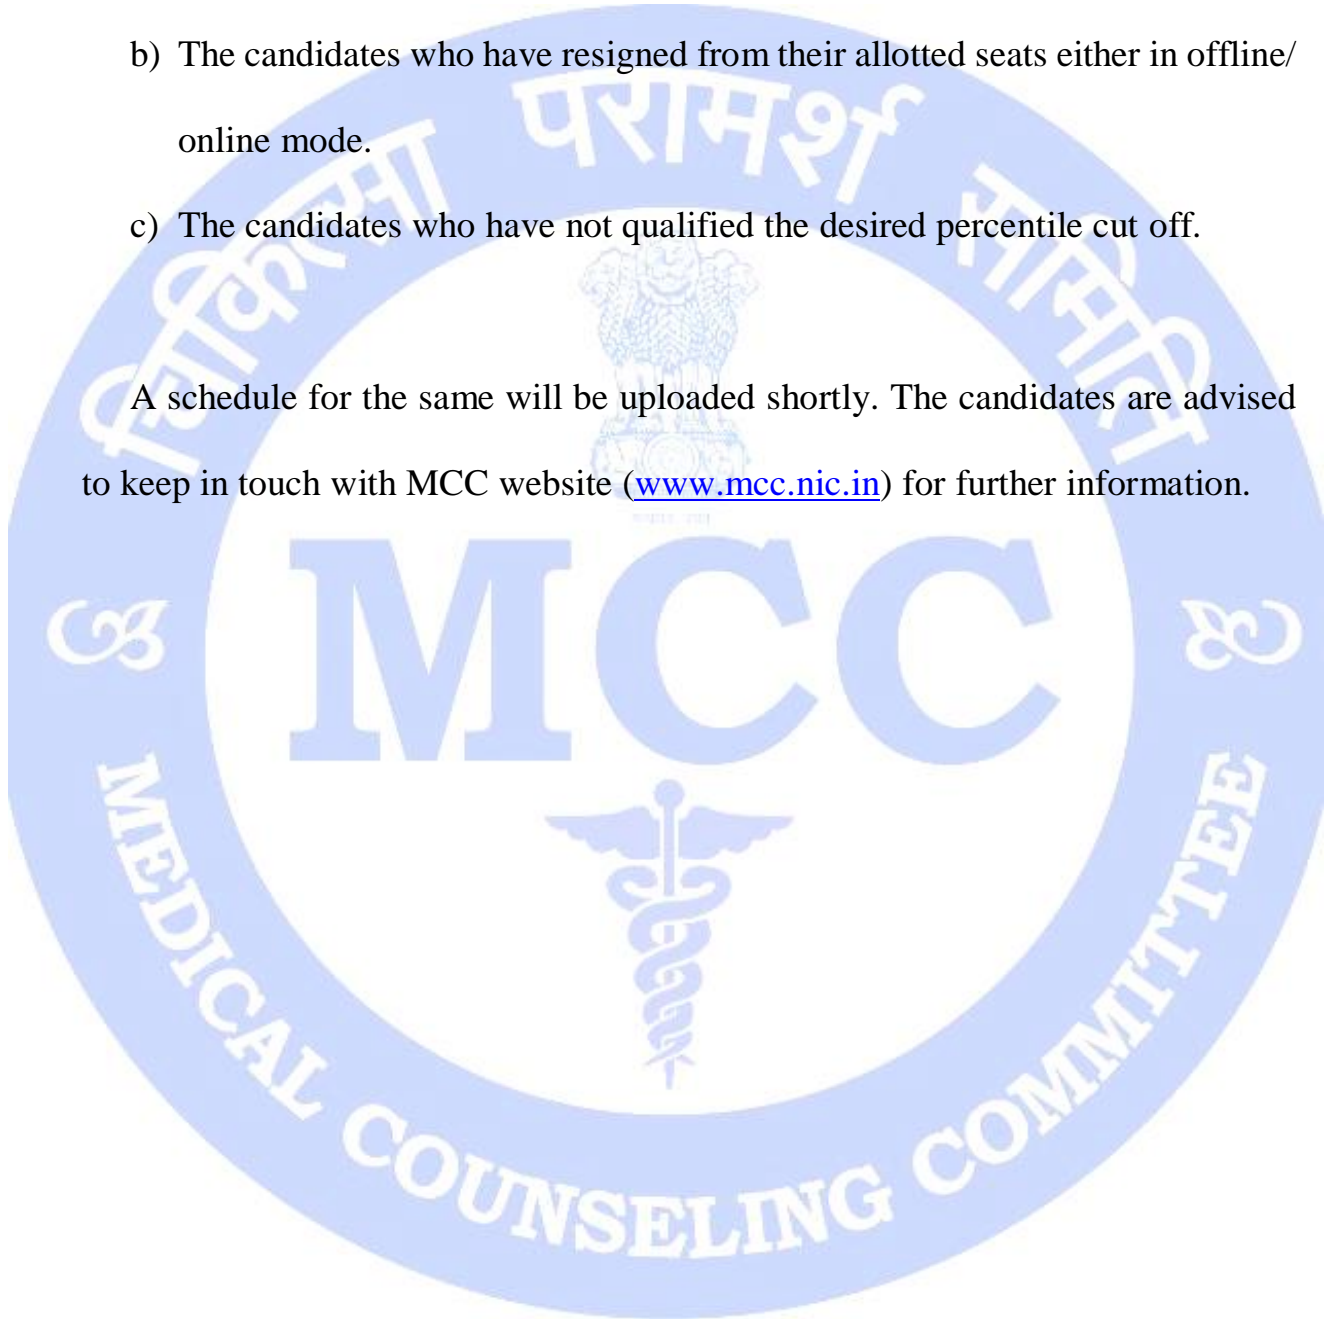 b) The candidates who have resigned from their allotted seats either in offline/
online mode.
c) The candidates who have not qualified the desired percentile cut off.
A schedule for the same will be uploaded shortly. The candidates are advised
to keep in touch with MCC website (www.mcc.nic.in) for further information.
चिकित्सा परामर्श समिति
MCC
MEDICAL COUNSELING COMMITTEE